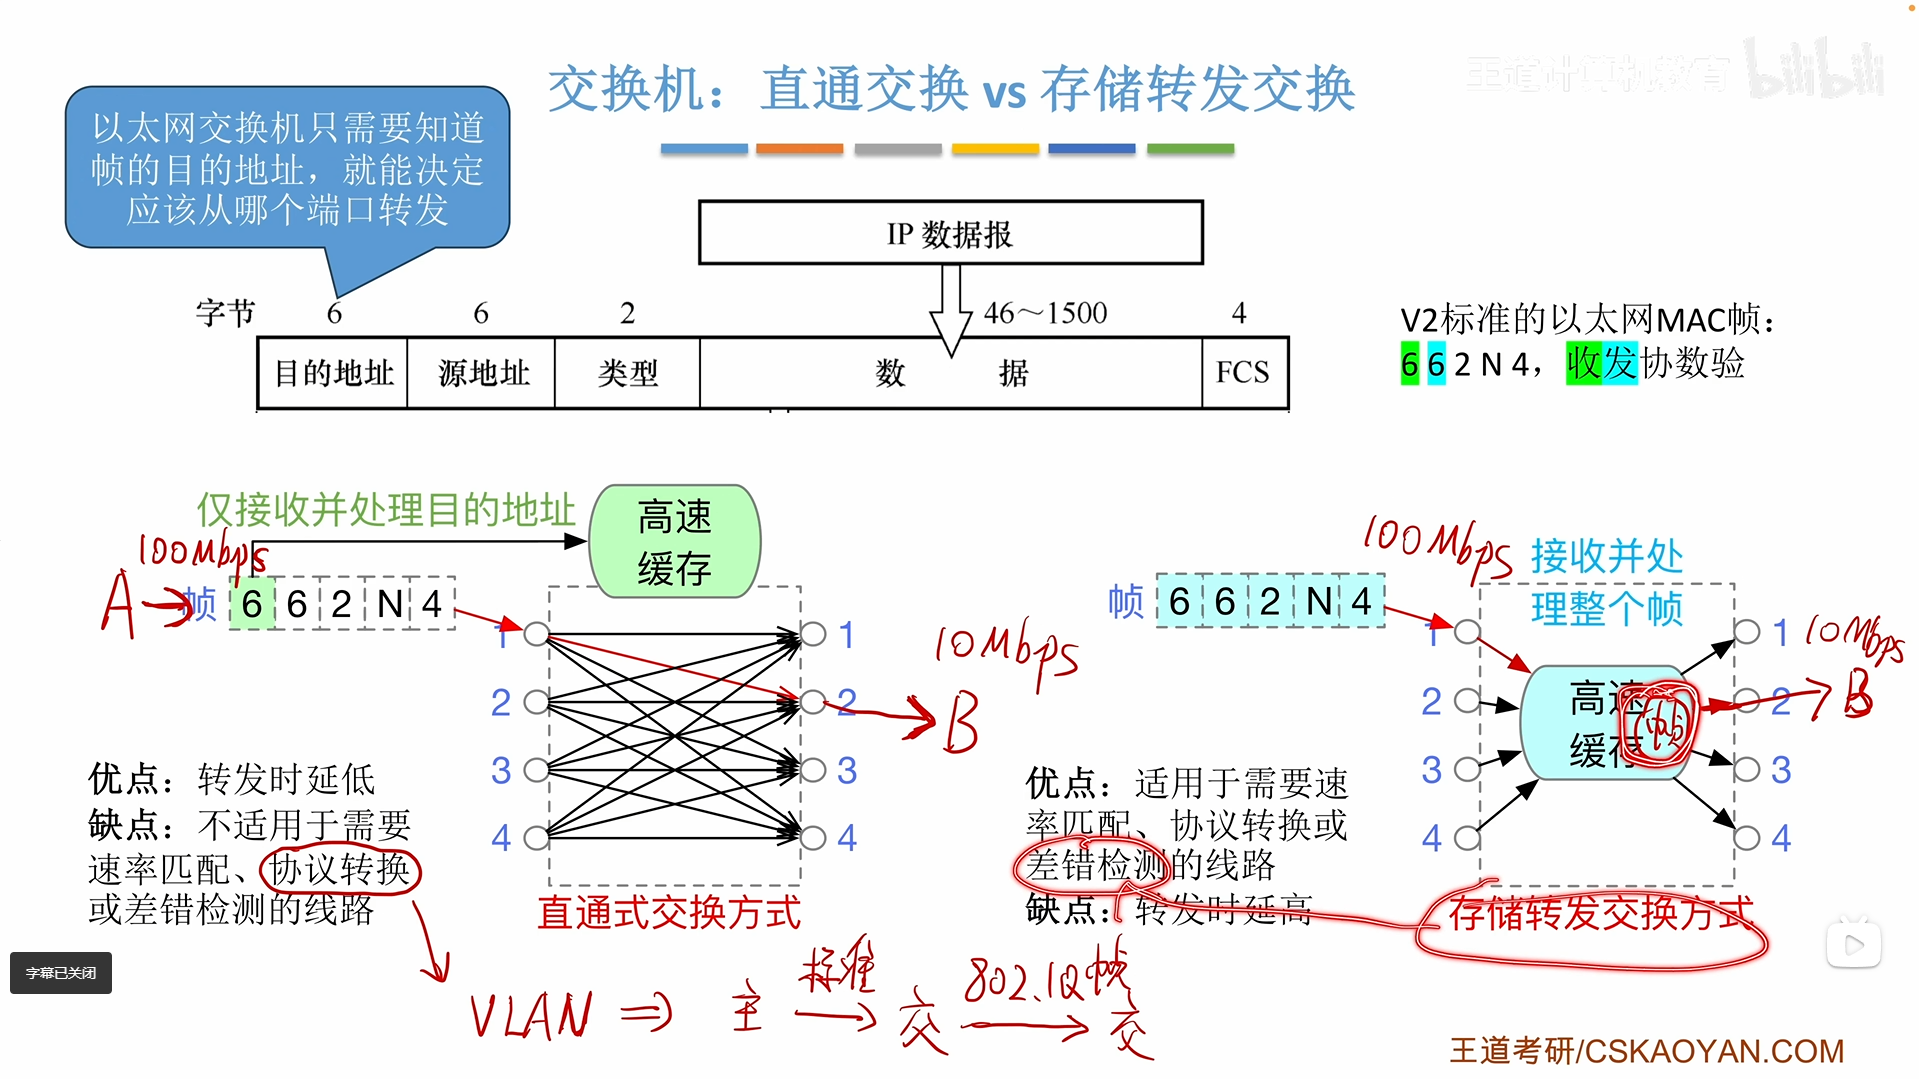 交换机：直通交换 vs 存储转发交换
王道计算机教育 bilibili
以太网交换机只需要知道
帧的目的地址，就能决定
应该从哪个端口转发
IP 数据报
字节 6 6 2 46～1500 4
目的地址 源地址 类型 数 据 FCS
V2标准的以太网MAC帧：
6 6 2 N 4，收发协数验
仅接收并处理目的地址
高速
缓存
100Mbps
A
帧 6 6 2 N 4
1 1
2 2
3 3
4 4
10Mbps
B
优点：转发时延低
缺点：不适用于需要
速率匹配、协议转换
或差错检测的线路
直通式交换方式
100Mbps
接收并处
理整个帧
帧 6 6 2 N 4
高速
缓存
帧
1 1
2 2
3 3
4 4
10Mbps
B
优点：适用于需要速
率匹配、协议转换或
差错检测的线路
缺点：转发时延高
存储转发交换方式
字幕已关闭
标准 802.1Q帧
VLAN ⇒ 主 → 交 → 交
王道考研/CSKAOYAN.COM